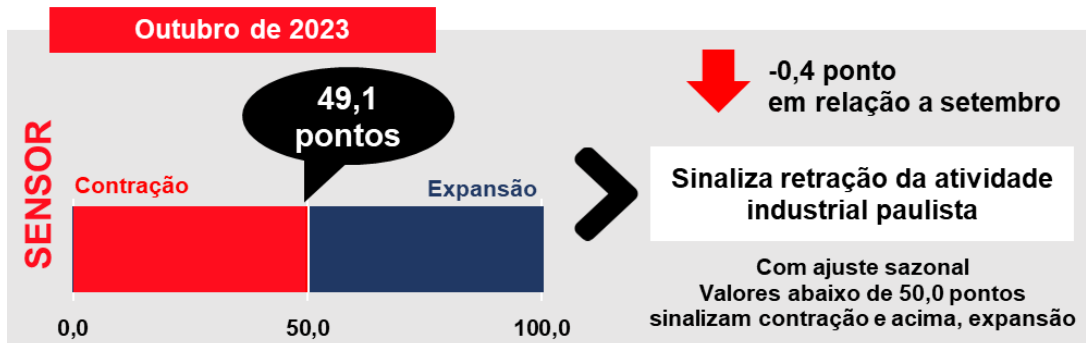 Outubro de 2023
SENSOR
49,1
pontos
Contração
Expansão
0,0
50,0
100,0
-0,4 ponto
em relação a setembro
Sinaliza retração da atividade
industrial paulista
Com ajuste sazonal
Valores abaixo de 50,0 pontos
sinalizam contração e acima, expansão